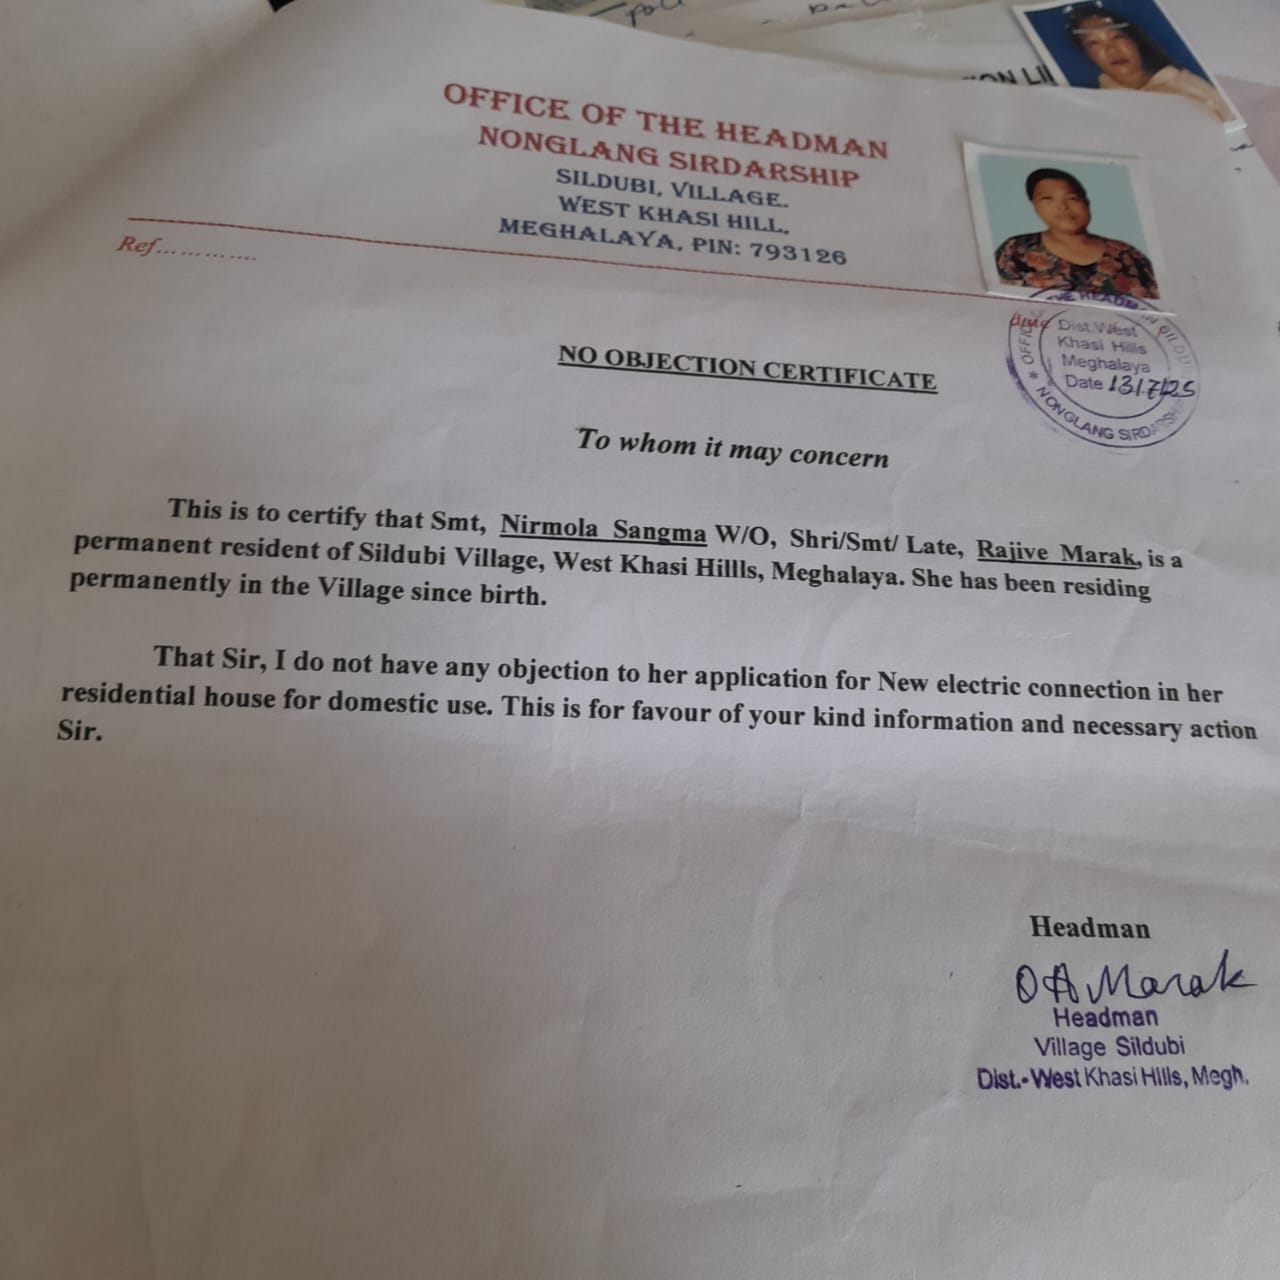 OFFICE OF THE HEADMAN
NONGLANG SIRDARSHIP
SILDUBI, VILLAGE.
WEST KHASI HILL,
MEGHALAYA, PIN: 793126
Ref............
THE HEADMAN
Dist.West
Khasi Hills
Meghalaya
Date 13/7/25
NONGLANG
NO OBJECTION CERTIFICATE
To whom it may concern
This is to certify that Smt, Nirmola Sangma W/O, Shri/Smt/ Late, Rajive Marak, is a
permanent resident of Sildubi Village, West Khasi Hillls, Meghalaya. She has been residing
permanently in the Village since birth.
That Sir, I do not have any objection to her application for New electric connection in her
residential house for domestic use. This is for favour of your kind information and necessary action
Sir.
Headman
O A Marak
Headman
Village Sildubi
Dist.-West Khasi HIlls, Megh.